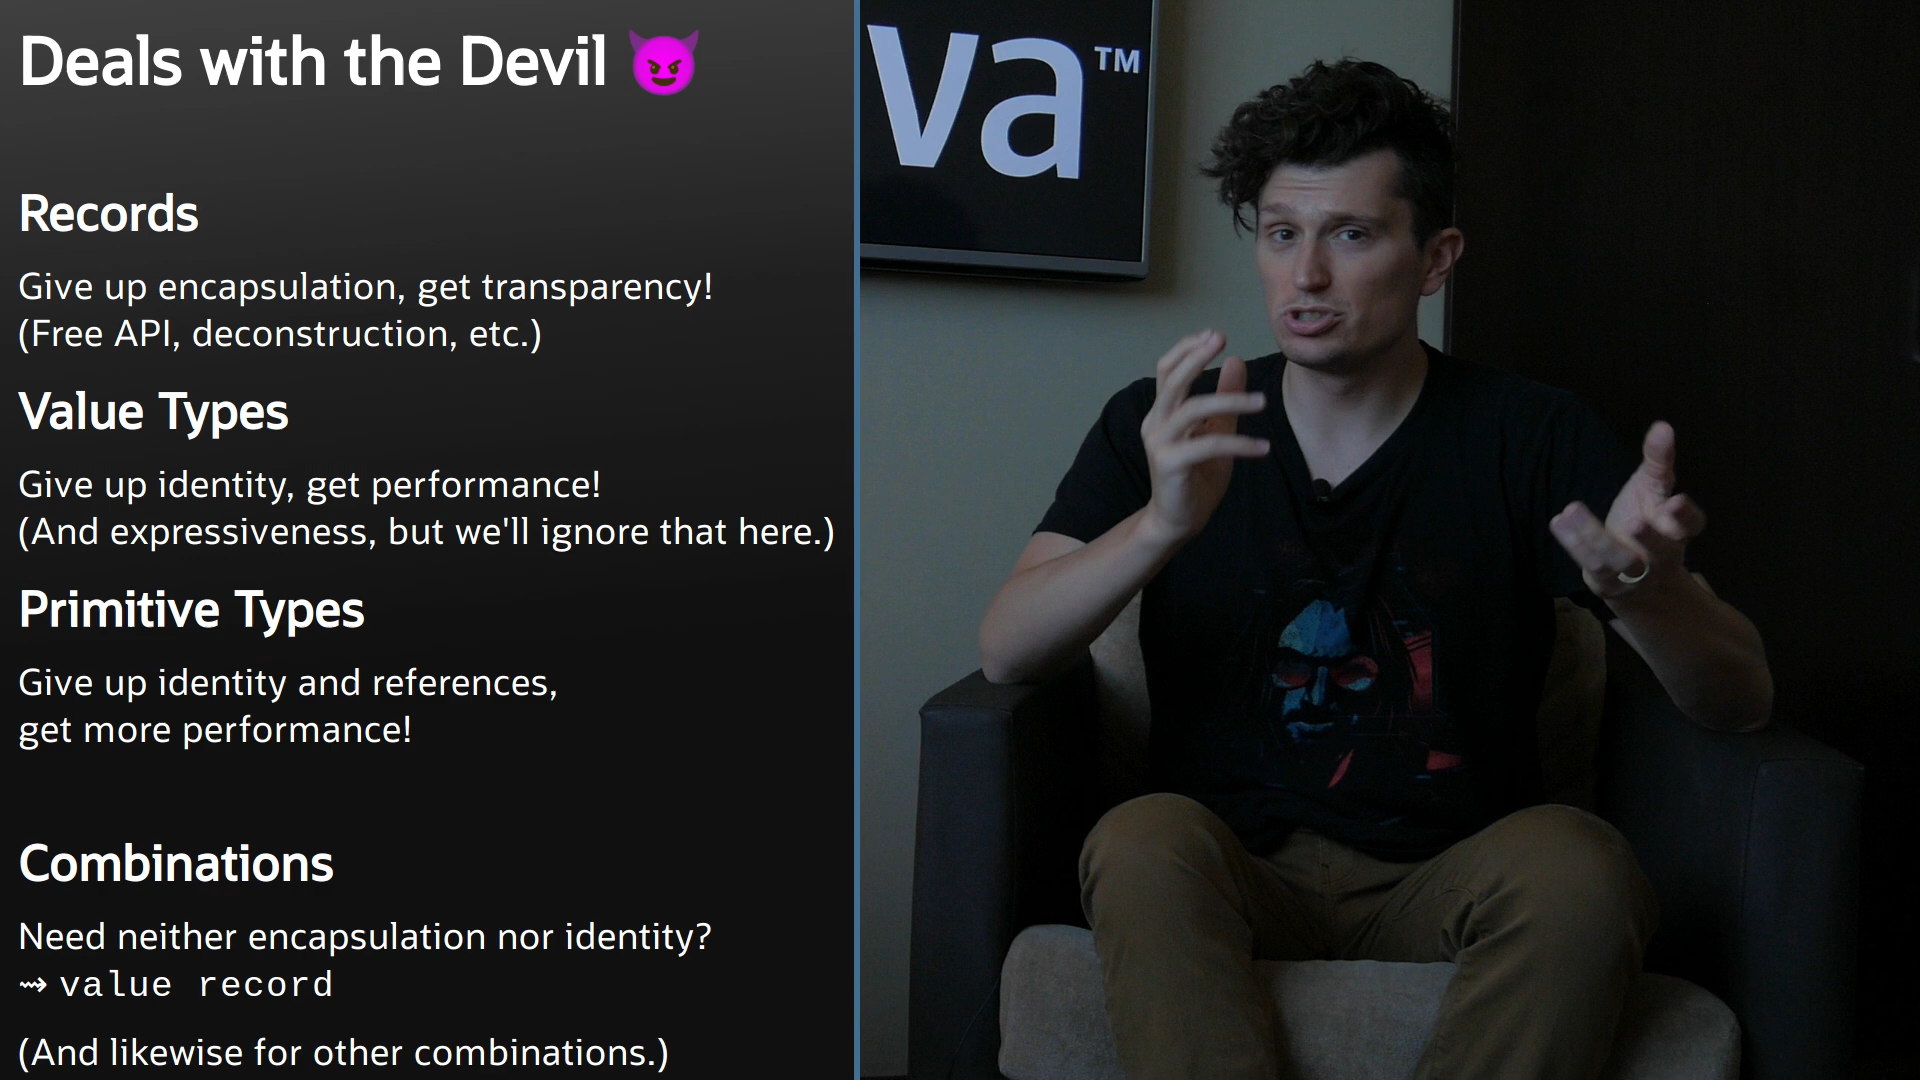 Deals with the Devil 😈
va™
Records
Give up encapsulation, get transparency!
(Free API, deconstruction, etc.)
Value Types
Give up identity, get performance!
(And expressiveness, but we'll ignore that here.)
Primitive Types
Give up identity and references,
get more performance!
Combinations
Need neither encapsulation nor identity?
⇝ value record
(And likewise for other combinations.)